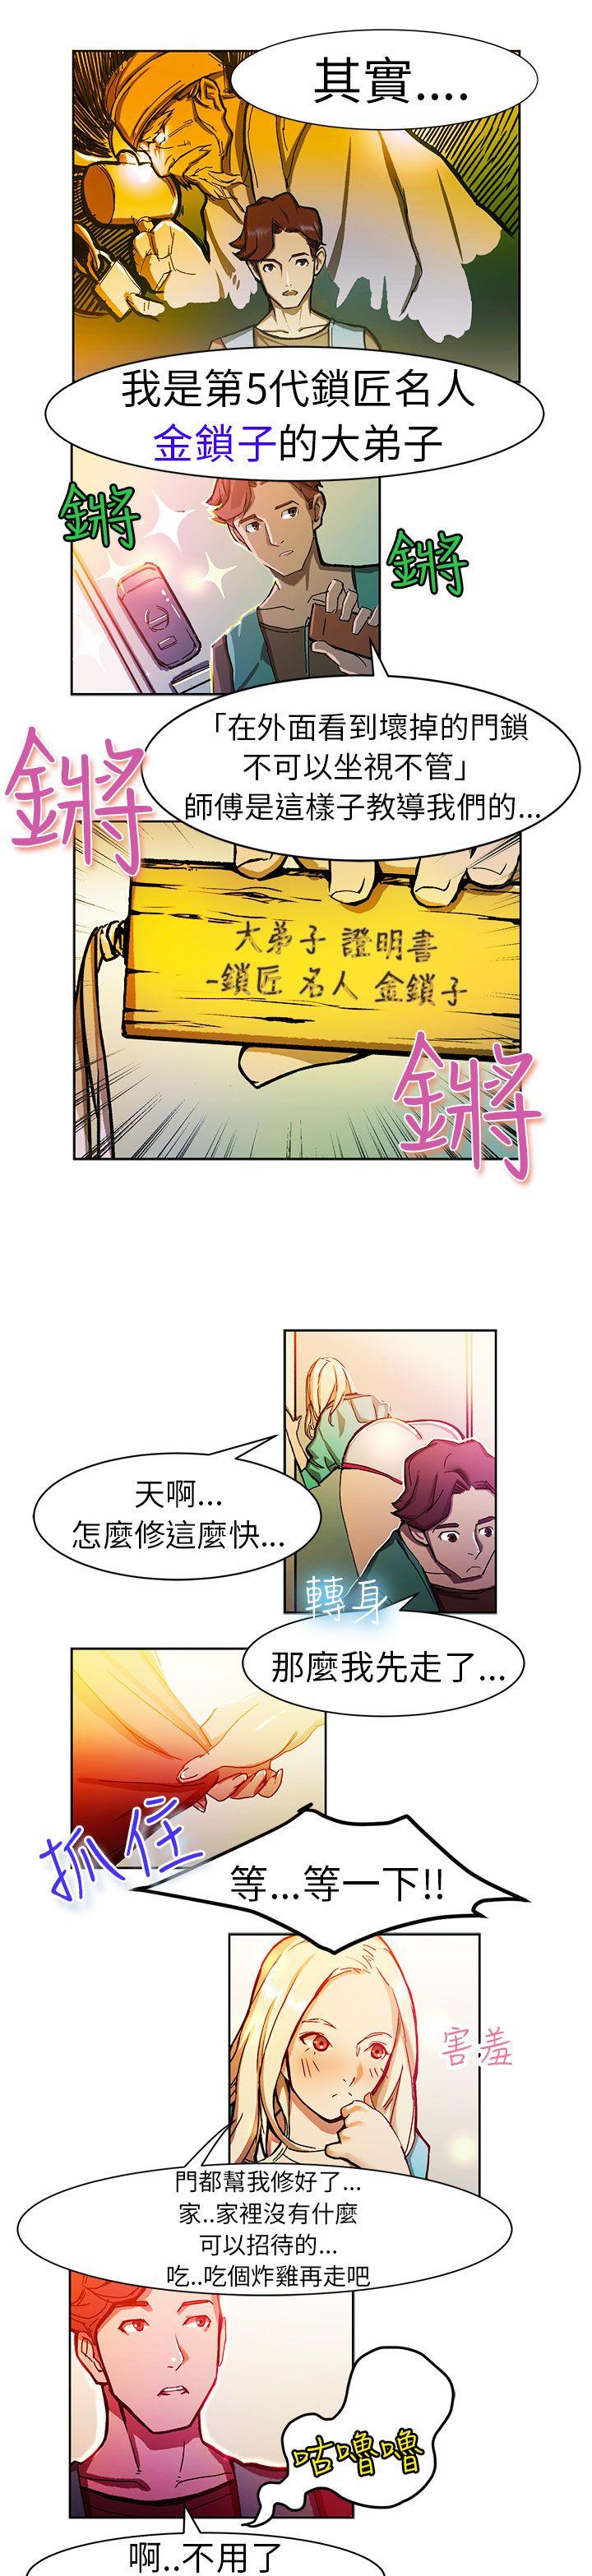 其實....
我是第5代鎖匠名人
金鎖子的大弟子
鏘
鏘
「在外面看到壞掉的門鎖
不可以坐視不管」
師傅是這樣子教導我們的...
鏘
大弟子 證明書
-鎖匠 名人 金鎖子
鏘
天啊...
怎麼修這麼快...
轉身
那麼我先走了...
抓住
等...等一下!!
害羞
門都幫我修好了...
家..家裡沒有什麼
可以招待的...
吃..吃個炸雞再走吧
咕嚕嚕
啊..不用了